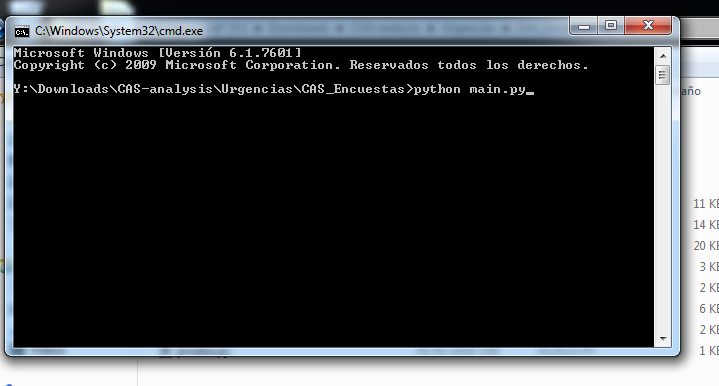 C:\Windows\System32\cmd.exe
Microsoft Windows [Versión 6.1.7601]
Copyright (c) 2009 Microsoft Corporation. Reservados todos los derechos.
Y:\Downloads\CAS-analysis\Urgencias\CAS_Encuestas>python main.py_
año
11 KB
14 KB
20 KB
3 KB
2 KB
6 KB
2 KB
1 KB